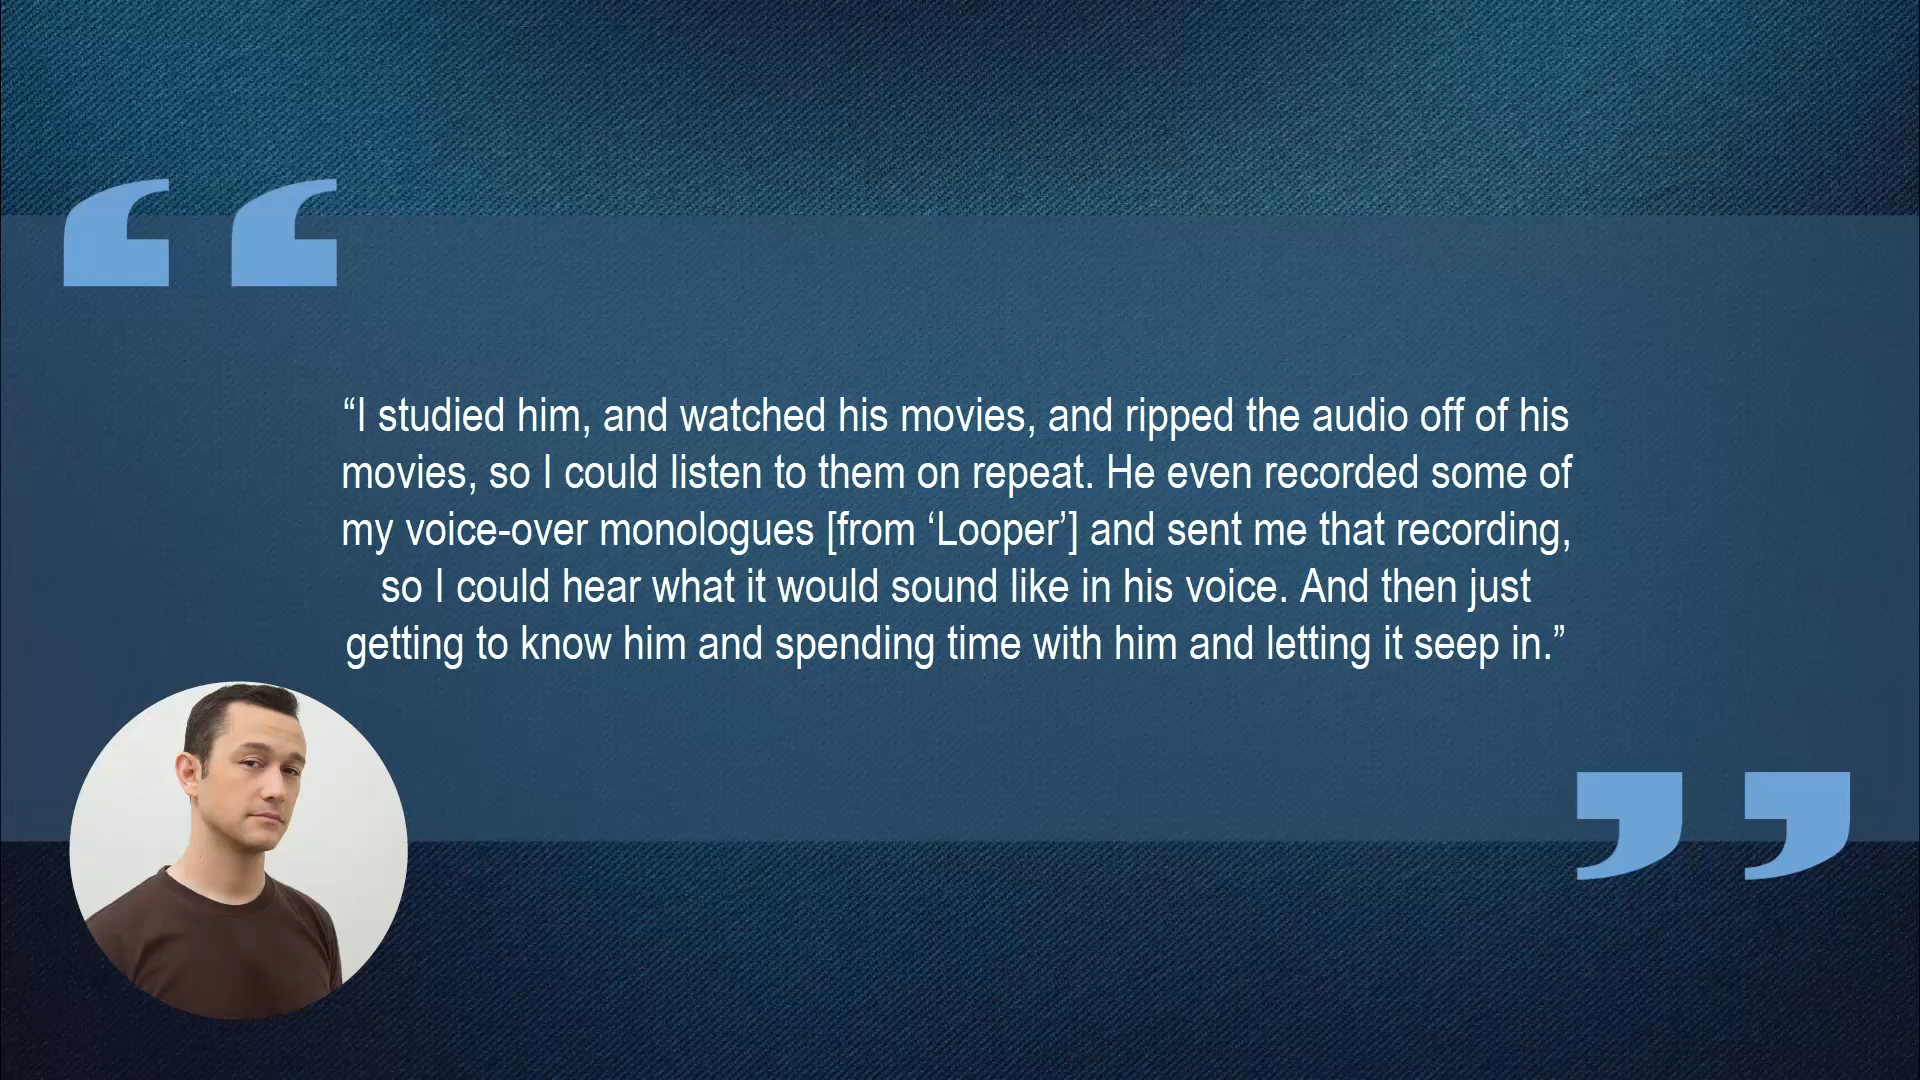 “I studied him, and watched his movies, and ripped the audio off of his
movies, so I could listen to them on repeat. He even recorded some of
my voice-over monologues [from ‘Looper’] and sent me that recording,
so I could hear what it would sound like in his voice. And then just
getting to know him and spending time with him and letting it seep in.”